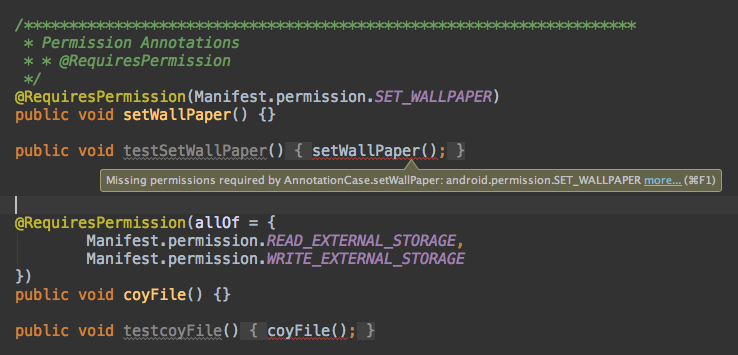 /**********************************************************************
* Permission Annotations
* * @RequiresPermission
*/
@RequiresPermission(Manifest.permission.SET_WALLPAPER)
public void setWallPaper() {}
public void testSetWallPaper() { setWallPaper(); }
Missing permissions required by AnnotationCase.setWallPaper: android.permission.SET_WALLPAPER more... (⌘F1)
@RequiresPermission(allOf = {
Manifest.permission.READ_EXTERNAL_STORAGE,
Manifest.permission.WRITE_EXTERNAL_STORAGE
})
public void coyFile() {}
public void testcoyFile() { coyFile(); }